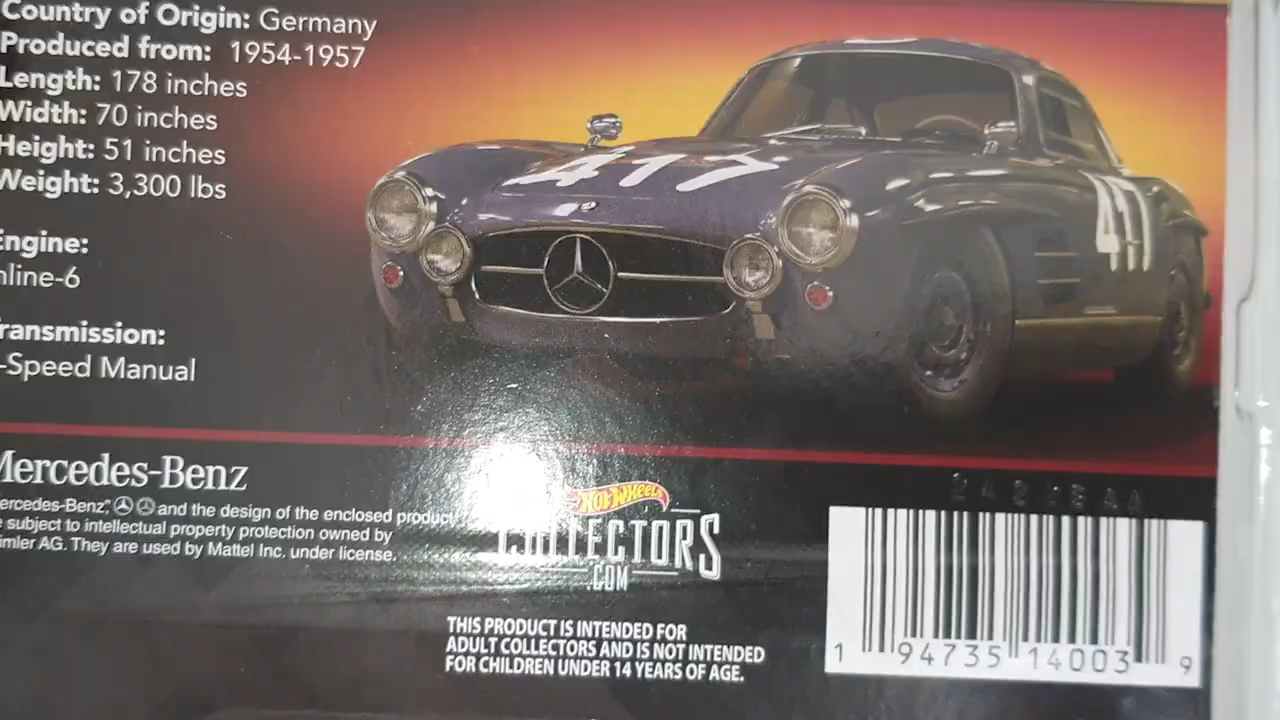 Country of Origin: Germany
Produced from: 1954-1957
Length: 178 inches
Width: 70 inches
Height: 51 inches
Weight: 3,300 lbs
Engine:
nline-6
ransmission:
-Speed Manual
417
417
Mercedes-Benz
ercedes-Benz, and the design of the enclosed product
subject to intellectual property protection owned by
imler AG. They are used by Mattel Inc. under license.
Hot Wheels
COLLECTORS
.COM
THIS PRODUCT IS INTENDED FOR
ADULT COLLECTORS AND IS NOT INTENDED
FOR CHILDREN UNDER 14 YEARS OF AGE.
1 94735 14003 9